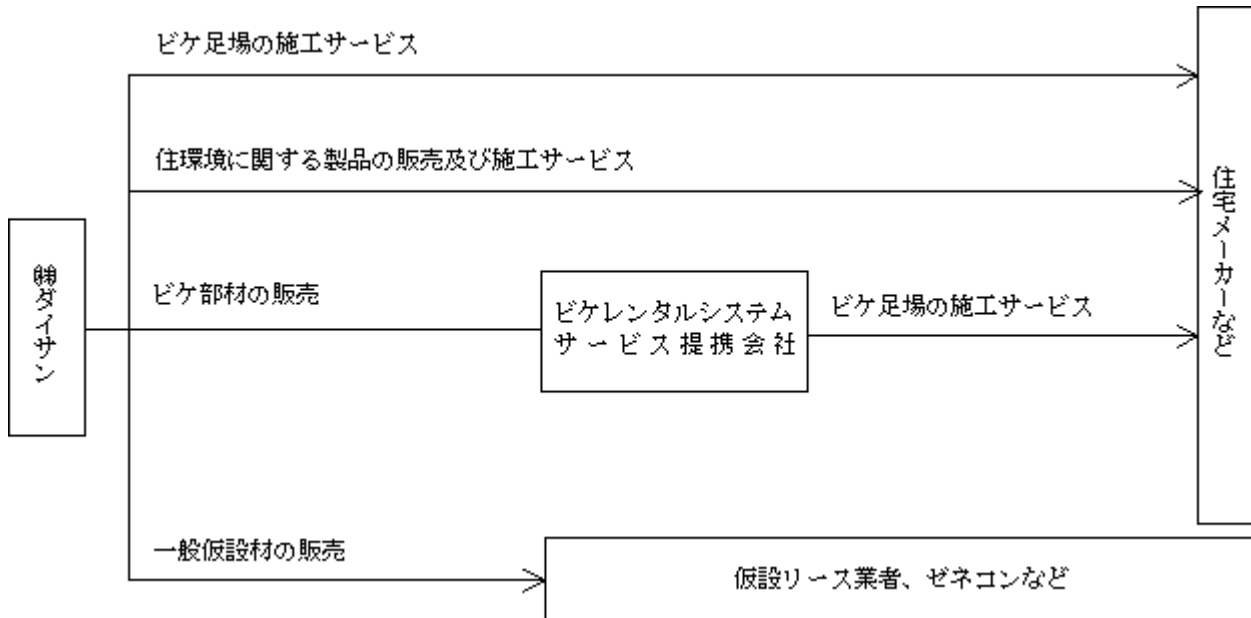 ビケ足場の施工サービス
住環境に関する製品の販売及び施工サービス
㈱ダイサン
ビケ部材の販売
ビケレンタルシステム
サービス提携会社
ビケ足場の施工サービス
住宅メーカーなど
一般仮設材の販売
仮設リース業者、ゼネコンなど